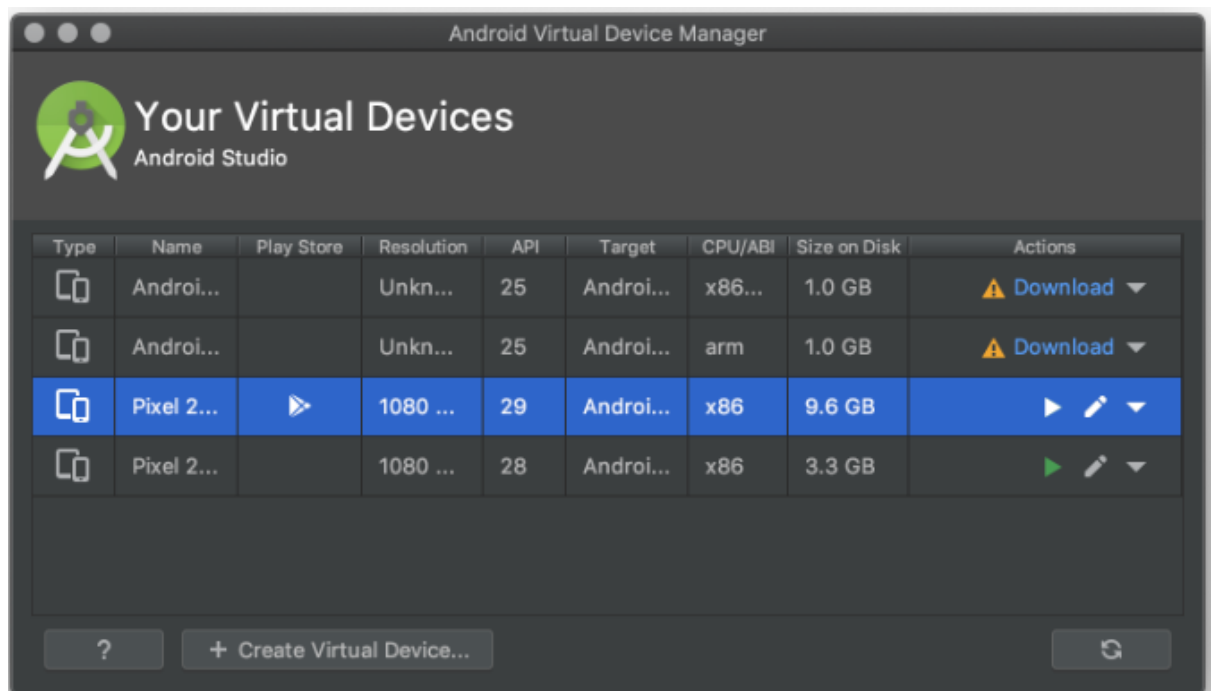 Android Virtual Device Manager
Your Virtual Devices
Android Studio
Type Name Play Store Resolution API Target CPU/ABI Size on Disk Actions
Androi... Unkn... 25 Androi... x86... 1.0 GB Download
Androi... Unkn... 25 Androi... arm 1.0 GB Download
Pixel 2... 1080 ... 29 Androi... x86 9.6 GB
Pixel 2... 1080 ... 28 Androi... x86 3.3 GB
? + Create Virtual Device...